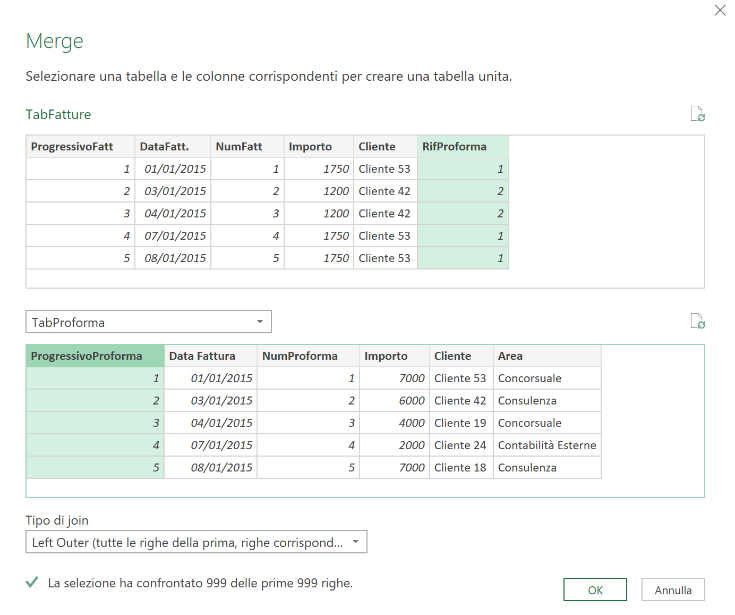 Merge
Selezionare una tabella e le colonne corrispondenti per creare una tabella unita.
TabFatture
ProgressivoFatt DataFatt. NumFatt Importo Cliente RifProforma
1 01/01/2015 1 1750 Cliente 53 1
2 03/01/2015 2 1200 Cliente 42 2
3 04/01/2015 3 1200 Cliente 42 2
4 07/01/2015 4 1750 Cliente 53 1
5 08/01/2015 5 1750 Cliente 53 1
TabProforma
ProgressivoProforma Data Fattura NumProforma Importo Cliente Area
1 01/01/2015 1 7000 Cliente 53 Concorsuale
2 03/01/2015 2 6000 Cliente 42 Consulenza
3 04/01/2015 3 4000 Cliente 19 Concorsuale
4 07/01/2015 4 2000 Cliente 24 Contabilità Esterne
5 08/01/2015 5 7000 Cliente 18 Consulenza
Tipo di join
Left Outer (tutte le righe della prima, righe corrispond...
La selezione ha confrontato 999 delle prime 999 righe.
OK Annulla